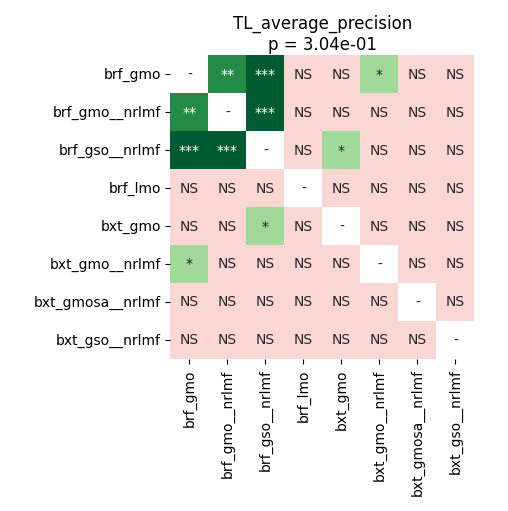 TL_average_precision
p = 3.04e-01
brf_gmo - ** *** NS NS * NS NS
brf_gmo__nrlmf ** - *** NS NS NS NS NS
brf_gso__nrlmf *** *** - NS * NS NS NS
brf_lmo NS NS NS - NS NS NS NS
bxt_gmo NS NS * NS - NS NS NS
bxt_gmo__nrlmf * NS NS NS NS - NS NS
bxt_gmosa__nrlmf NS NS NS NS NS NS - NS
bxt_gso__nrlmf NS NS NS NS NS NS NS -
brf_gmo
brf_gmo__nrlmf
brf_gso__nrlmf
brf_lmo
bxt_gmo
bxt_gmo__nrlmf
bxt_gmosa__nrlmf
bxt_gso__nrlmf